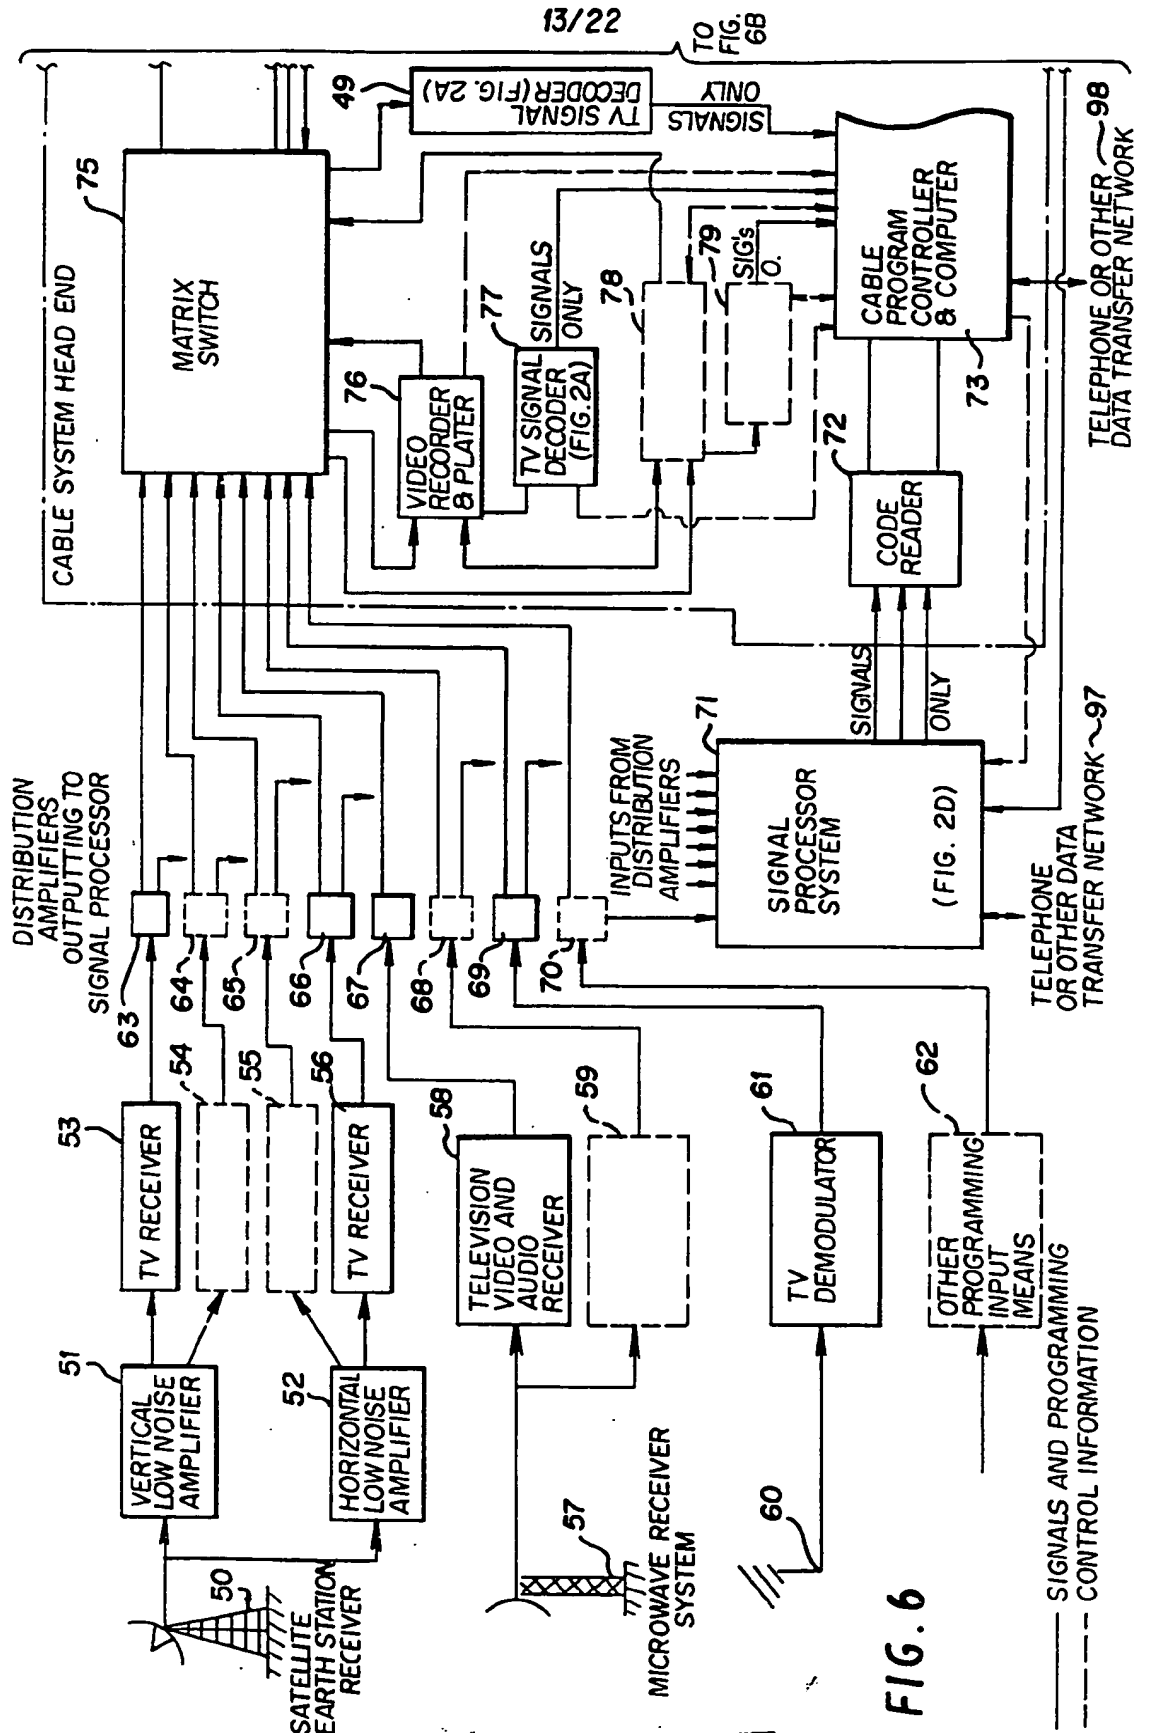 13/22
TO
FIG.
6B
CABLE SYSTEM HEAD END
75
MATRIX
SWITCH
49
TV SIGNAL
DECODER (FIG. 2A)
SIGNALS
ONLY
76
VIDEO
RECORDER
& PLATER
77
TV SIGNAL
DECODER
(FIG. 2A)
SIGNALS
ONLY
78
79
SIG's
O.
CABLE
PROGRAM
CONTROLLER
& COMPUTER
73
TELEPHONE OR OTHER
DATA TRANSFER NETWORK
98
72
CODE
READER
SIGNALS
ONLY
DISTRIBUTION
AMPLIFIERS
OUTPUTTING TO
SIGNAL PROCESSOR
63
64
65
66
67
68
69
70
INPUTS FROM
DISTRIBUTION
AMPLIFIERS
71
SIGNAL
PROCESSOR
SYSTEM
(FIG. 2D)
TELEPHONE
OR OTHER DATA
TRANSFER NETWORK
97
53
TV RECEIVER
54
55
56
TV RECEIVER
58
TELEVISION
VIDEO AND
AUDIO
RECEIVER
59
61
TV
DEMODULATOR
62
OTHER
PROGRAMMING
INPUT
MEANS
51
VERTICAL
LOW NOISE
AMPLIFIER
52
HORIZONTAL
LOW NOISE
AMPLIFIER
50
SATELLITE
EARTH STATION
RECEIVER
57
MICROWAVE RECEIVER
SYSTEM
60
FIG. 6
SIGNALS AND PROGRAMMING
CONTROL INFORMATION